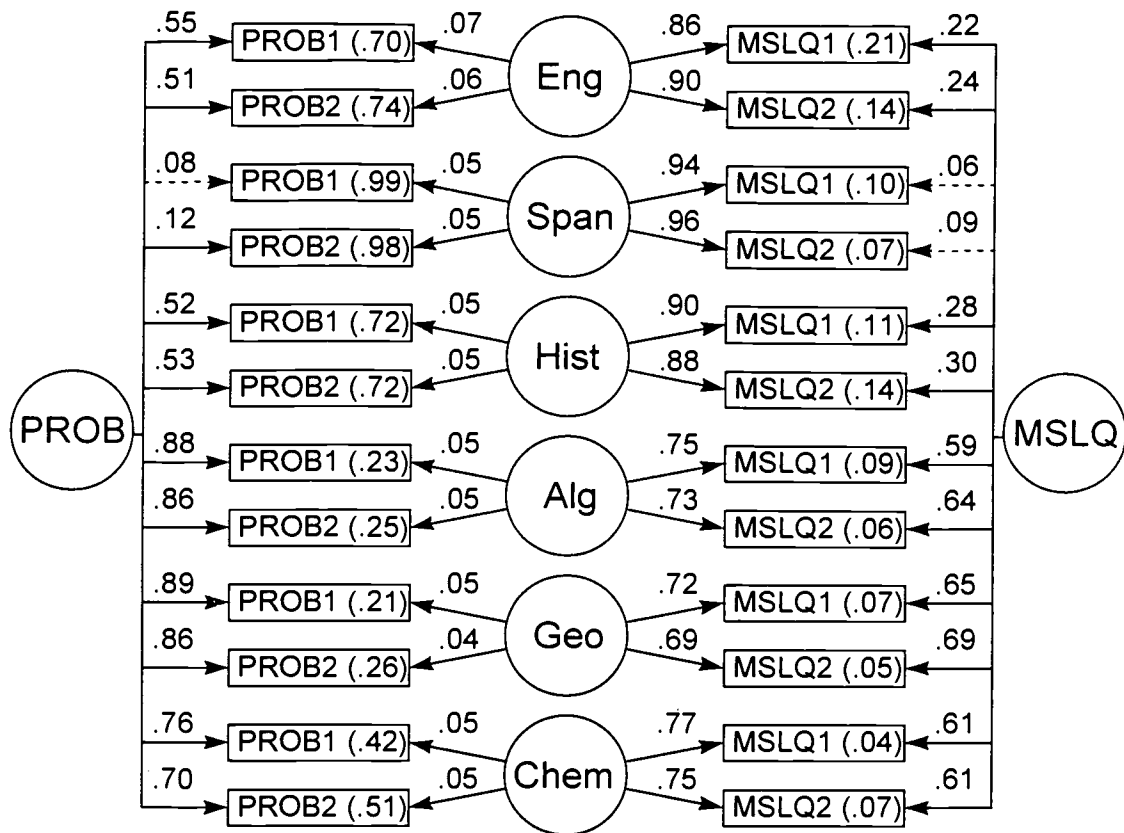 .55 PROB1 (.70) .07 Eng .86 MSLQ1 (.21) .22
.51 PROB2 (.74) .06 .90 MSLQ2 (.14) .24
.08 PROB1 (.99) .05 Span .94 MSLQ1 (.10) .06
.12 PROB2 (.98) .05 .96 MSLQ2 (.07) .09
.52 PROB1 (.72) .05 Hist .90 MSLQ1 (.11) .28
.53 PROB2 (.72) .05 .88 MSLQ2 (.14) .30
PROB MSLQ
.88 PROB1 (.23) .05 Alg .75 MSLQ1 (.09) .59
.86 PROB2 (.25) .05 .73 MSLQ2 (.06) .64
.89 PROB1 (.21) .05 Geo .72 MSLQ1 (.07) .65
.86 PROB2 (.26) .04 .69 MSLQ2 (.05) .69
.76 PROB1 (.42) .05 Chem .77 MSLQ1 (.04) .61
.70 PROB2 (.51) .05 .75 MSLQ2 (.07) .61